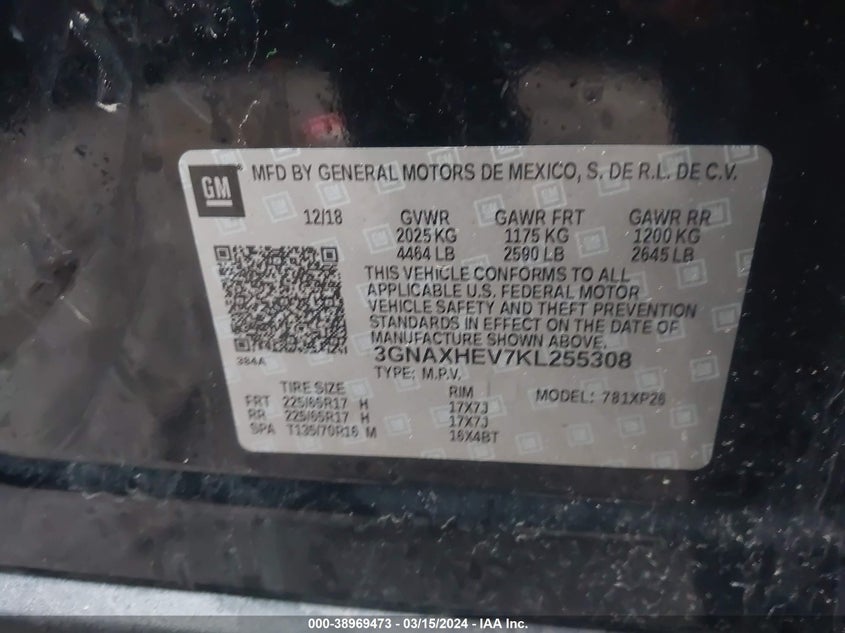 GM MFD BY GENERAL MOTORS DE MEXICO, S. DE R.L. DE C.V.
12/18 GVWR GAWR FRT GAWR RR
2025 KG 1175 KG 1200 KG
4464 LB 2590 LB 2645 LB
THIS VEHICLE CONFORMS TO ALL
APPLICABLE U.S. FEDERAL MOTOR
VEHICLE SAFETY AND THEFT PREVENTION
STANDARDS IN EFFECT ON THE DATE OF
MANUFACTURE SHOWN ABOVE.
384A 3GNAXHEV7KL255308
TYPE: M.P.V.
TIRE SIZE RIM MODEL: 781XP26
FRT 225/65R17 H 17X7J
RR 225/65R17 H 17X7J
SPA T135/70R16 M 16X4BT
000-38969473 - 03/15/2024 - IAA Inc.